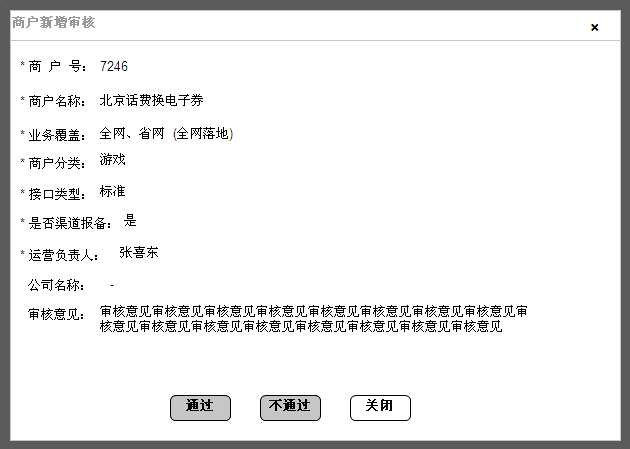 商户新增审核
×
* 商 户 号： 7246
* 商户名称： 北京话费换电子券
* 业务覆盖： 全网、省网 (全网落地)
* 商户分类： 游戏
* 接口类型： 标准
* 是否渠道报备： 是
* 运营负责人： 张喜东
公司名称： -
审核意见： 审核意见审核意见审核意见审核意见审核意见审核意见审核意见审核意见审
核意见审核意见审核意见审核意见审核意见审核意见审核意见审核意见
通过 不通过 关闭